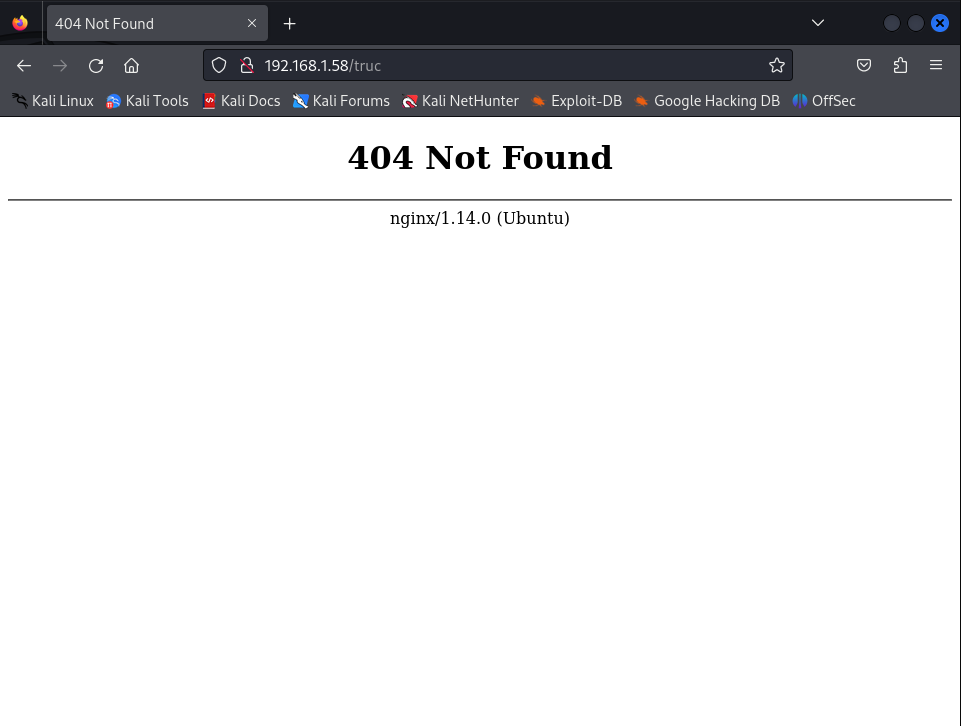 404 Not Found
192.168.1.58/truc
Kali Linux Kali Tools Kali Docs Kali Forums Kali NetHunter Exploit-DB Google Hacking DB OffSec
404 Not Found
nginx/1.14.0 (Ubuntu)